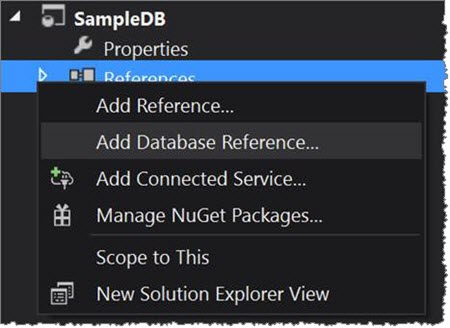 SampleDB
Properties
References
Add Reference...
Add Database Reference...
Add Connected Service...
Manage NuGet Packages...
Scope to This
New Solution Explorer View